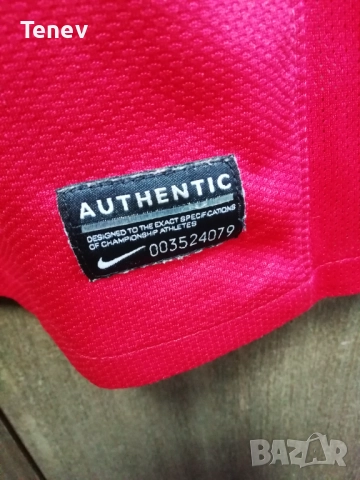 Tenev
AUTHENTIC
DESIGNED TO THE EXACT SPECIFICATIONS
OF CHAMPIONSHIP ATHLETES
003524079
BAZAR